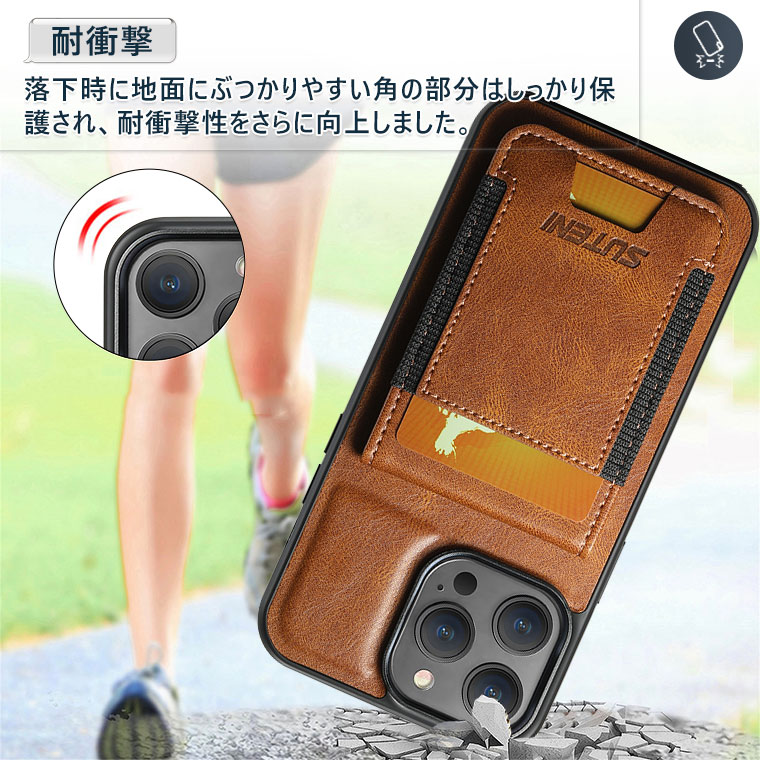 耐衝撃
落下時に地面にぶつかりやすい角の部分はしっかり保
護され、耐衝撃性をさらに向上しました。
SUTENI